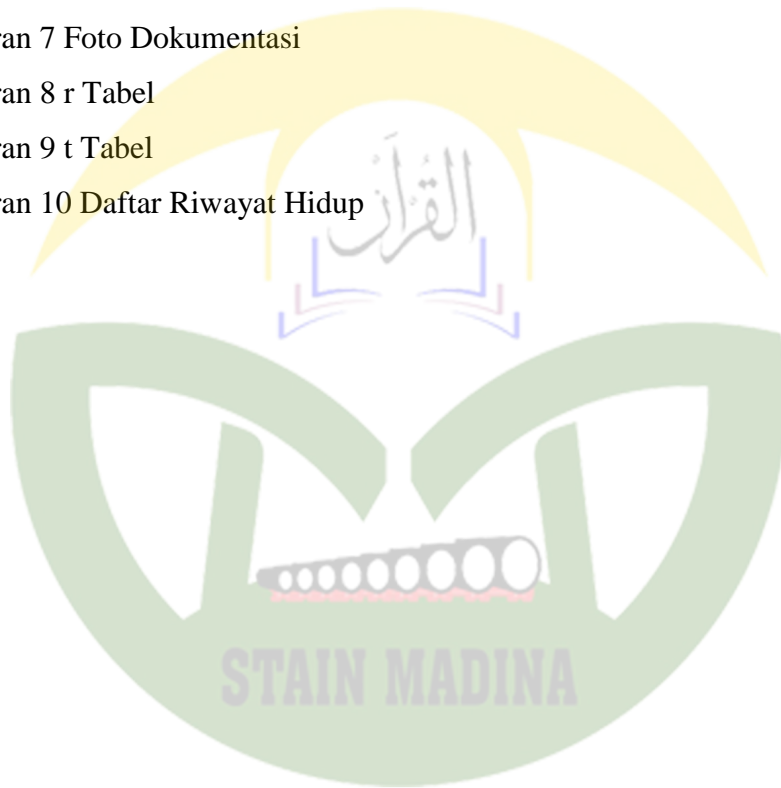 ran 7 Foto Dokumentasi
ran 8 r Tabel
ran 9 t Tabel
ran 10 Daftar Riwayat Hidup
القرآن
STAIN MADINA